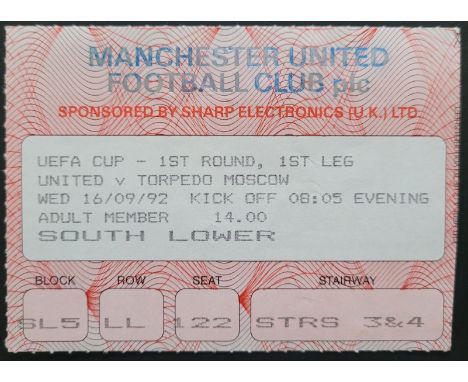 MANCHESTER UNITED
FOOTBALL CLUB plc
SPONSORED BY SHARP ELECTRONICS (U.K.) LTD.
UEFA CUP - 1ST ROUND, 1ST LEG
UNITED v TORPEDO MOSCOW
WED 16/09/92 KICK OFF 08:05 EVENING
ADULT MEMBER 14.00
SOUTH LOWER
BLOCK ROW SEAT STAIRWAY
SL5 LL 122 STRS 3&4